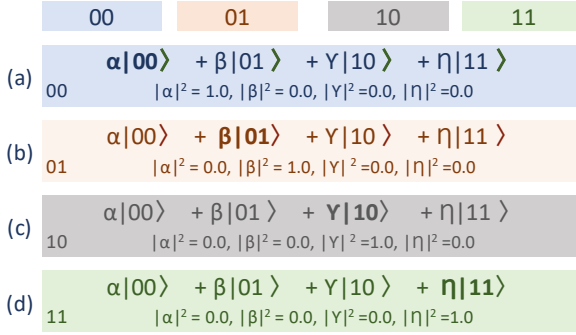 00 01 10 11
(a) α|00⟩ + β|01⟩ + ϒ|10⟩ + η|11⟩
00 |α|² = 1.0, |β|² = 0.0, |ϒ|² =0.0, |η|² =0.0
(b) α|00⟩ + β|01⟩ + ϒ|10⟩ + η|11⟩
01 |α|² = 0.0, |β|² = 1.0, |ϒ|² =0.0, |η|² =0.0
(c) α|00⟩ + β|01⟩ + ϒ|10⟩ + η|11⟩
10 |α|² = 0.0, |β|² = 0.0, |ϒ|² =1.0, |η|² =0.0
(d) α|00⟩ + β|01⟩ + ϒ|10⟩ + η|11⟩
11 |α|² = 0.0, |β|² = 0.0, |ϒ|² =0.0, |η|² =1.0